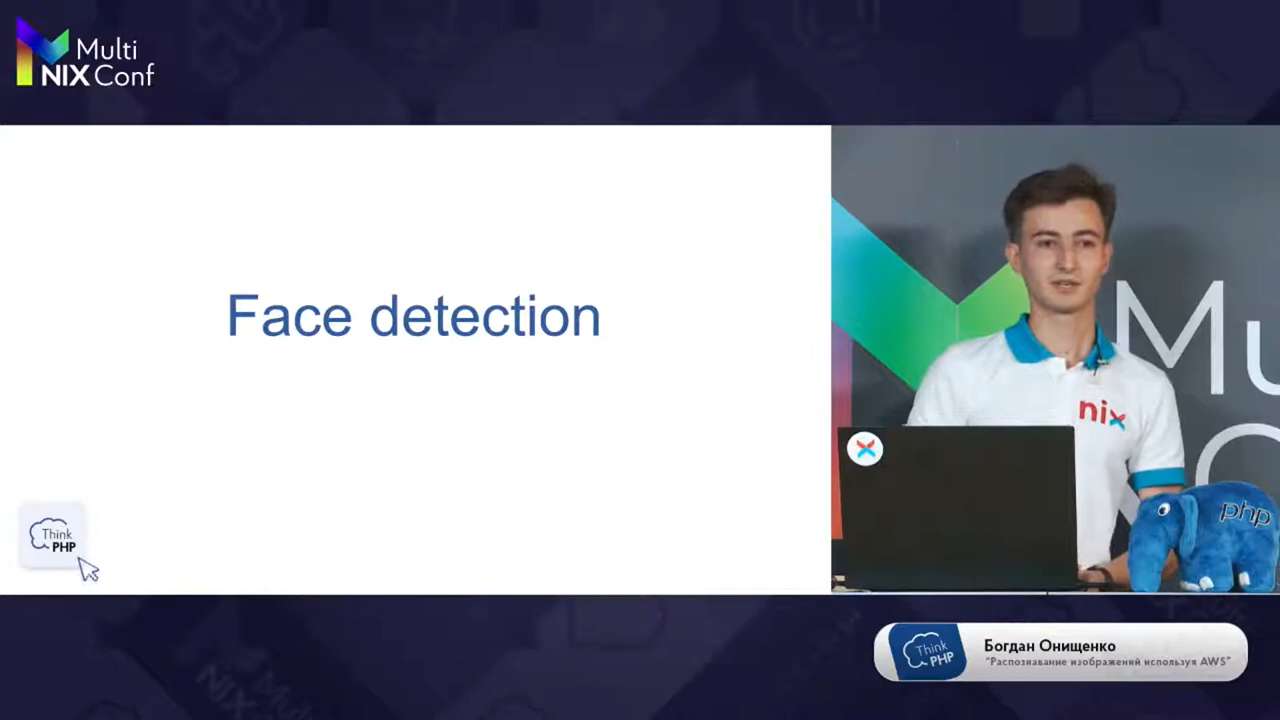 Multi
NIX Conf
Face detection
Mu
nix
php
Think
PHP
Think
PHP
Богдан Онищенко
"Распознавание изображений используя AWS"